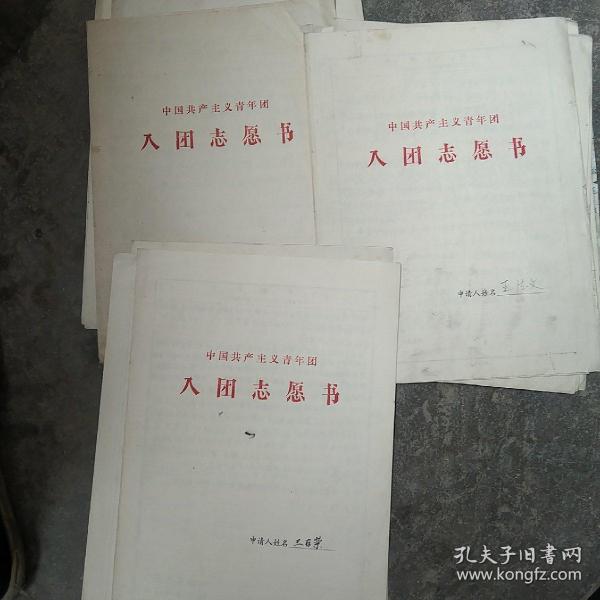 中国共产主义青年团
入团志愿书
中国共产主义青年团
入团志愿书
申请人姓名
中国共产主义青年团
入团志愿书
申请人姓名
孔夫子旧书网
www.kongfz.com